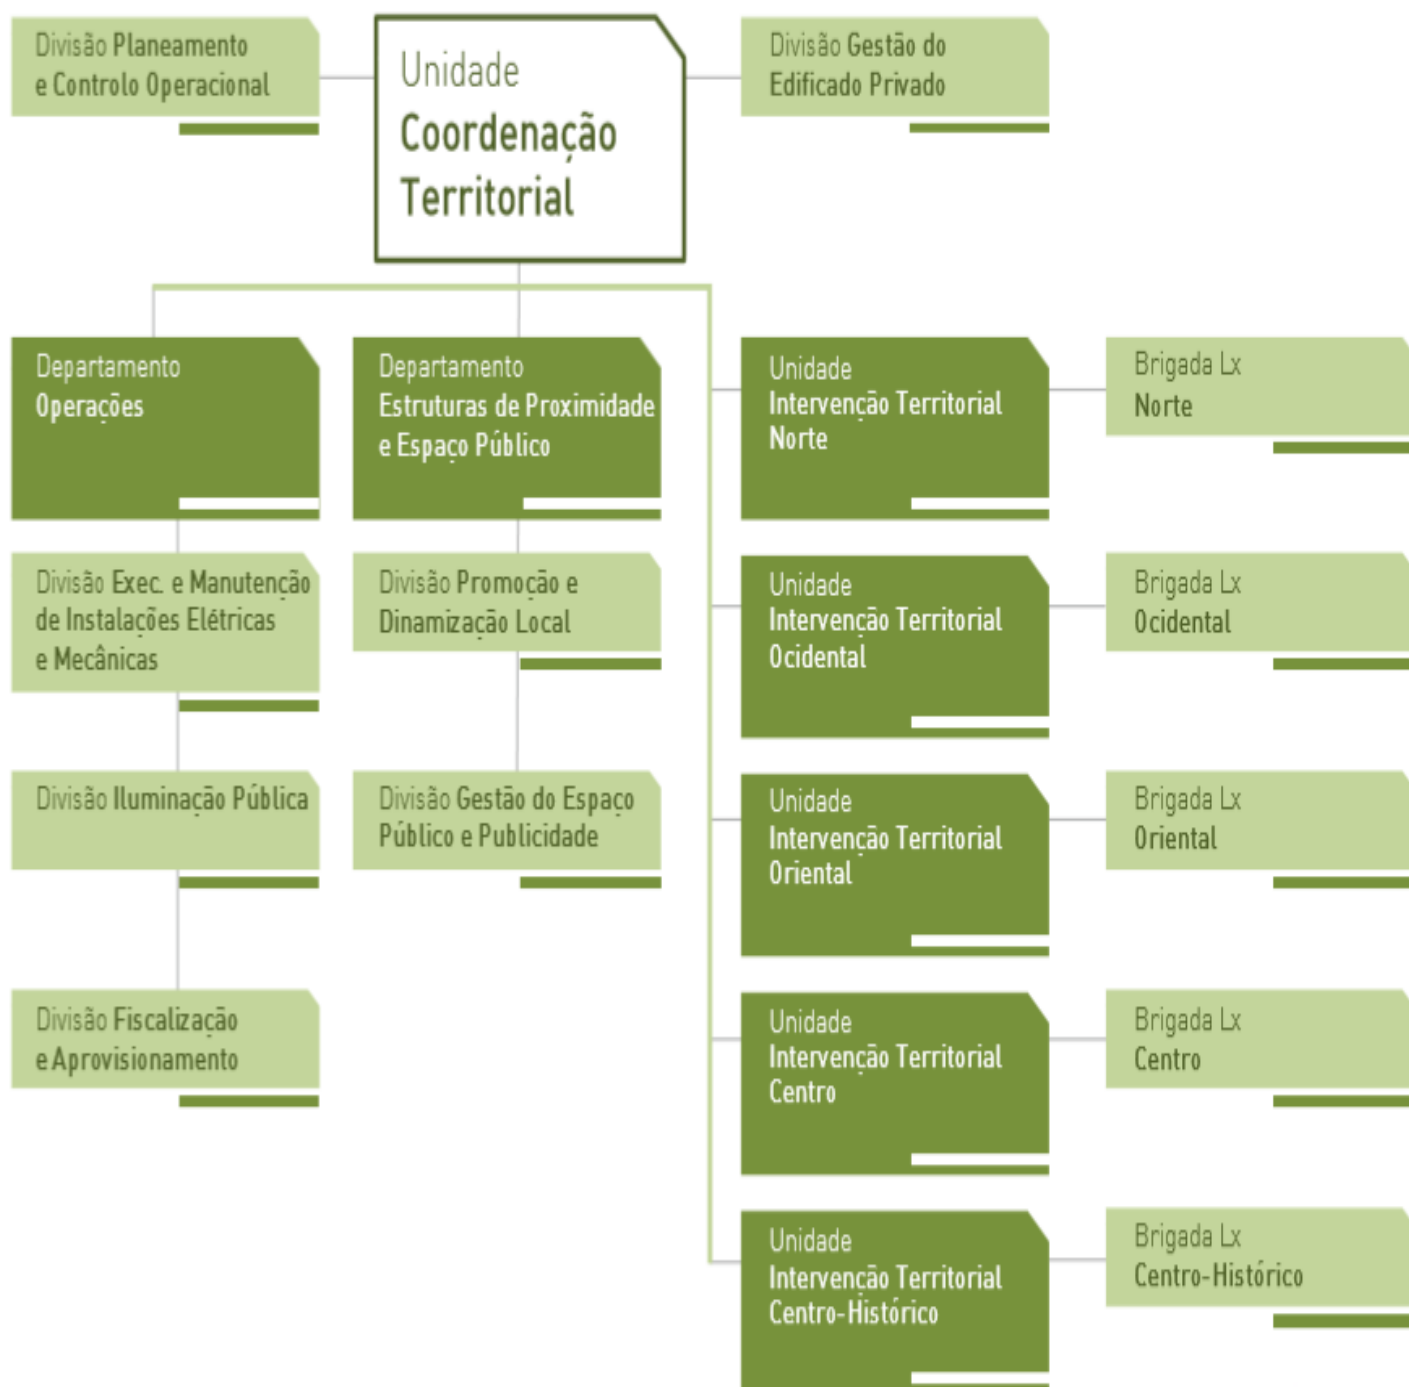 Divisão Planeamento
e Controlo Operacional
Unidade
Coordenação
Territorial
Divisão Gestão do
Edificado Privado
Departamento
Operações
Departamento
Estruturas de Proximidade
e Espaço Público
Unidade
Intervenção Territorial
Norte
Brigada Lx
Norte
Divisão Exec. e Manutenção
de Instalações Elétricas
e Mecânicas
Divisão Promoção e
Dinamização Local
Unidade
Intervenção Territorial
Ocidental
Brigada Lx
Ocidental
Divisão Iluminação Pública
Divisão Gestão do Espaço
Público e Publicidade
Unidade
Intervenção Territorial
Oriental
Brigada Lx
Oriental
Divisão Fiscalização
e Aprovisionamento
Unidade
Intervenção Territorial
Centro
Brigada Lx
Centro
Unidade
Intervenção Territorial
Centro-Histórico
Brigada Lx
Centro-Histórico